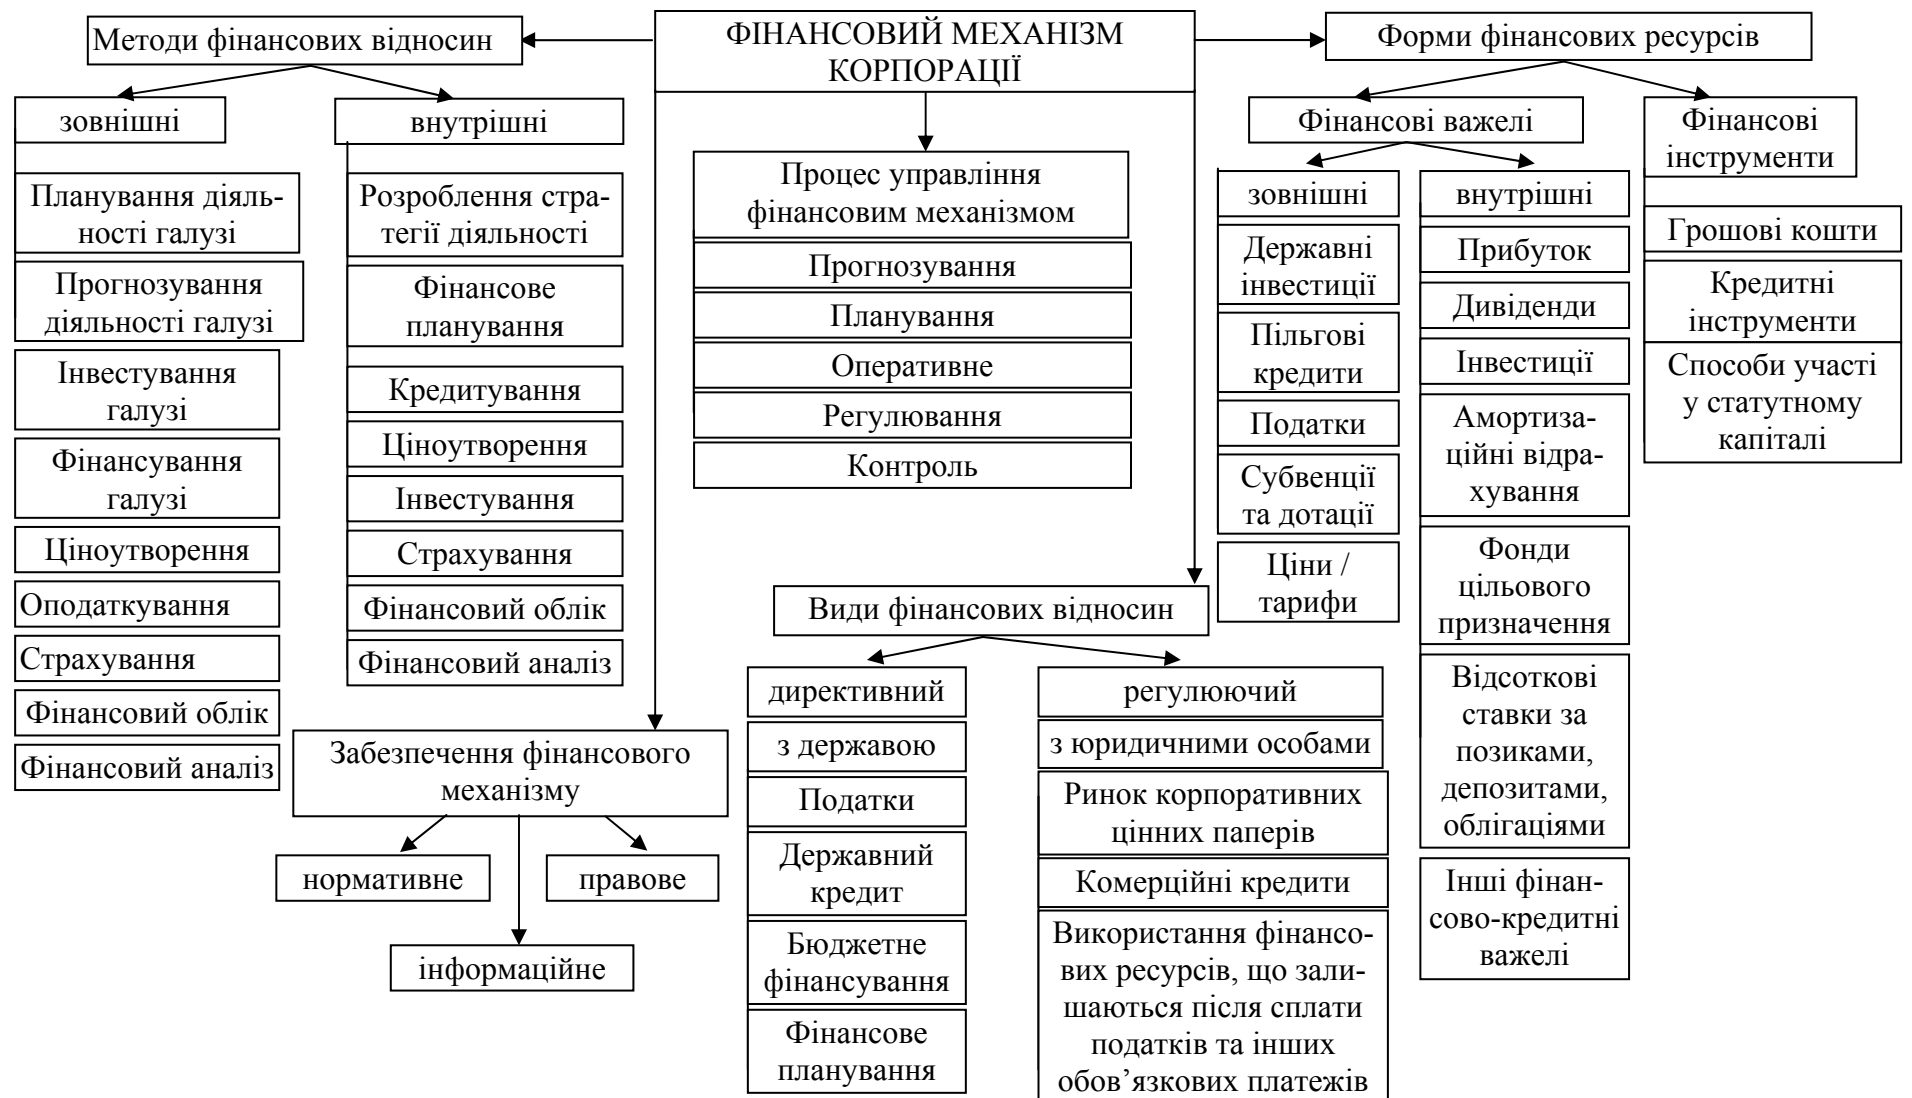 ФІНАНСОВИЙ МЕХАНІЗМ
КОРПОРАЦІЇ
Методи фінансових відносин
зовнішні
Планування діяль-
ності галузі
Прогнозування
діяльності галузі
Інвестування
галузі
Фінансування
галузі
Ціноутворення
Оподаткування
Страхування
Фінансовий облік
Фінансовий аналіз
внутрішні
Розроблення стра-
тегії діяльності
Фінансове
планування
Кредитування
Ціноутворення
Інвестування
Страхування
Фінансовий облік
Фінансовий аналіз
Забезпечення фінансового
механізму
нормативне
правове
інформаційне
Процес управління
фінансовим механізмом
Прогнозування
Планування
Оперативне
Регулювання
Контроль
Види фінансових відносин
директивний
з державою
Податки
Державний
кредит
Бюджетне
фінансування
Фінансове
планування
регулюючий
з юридичними особами
Ринок корпоративних
цінних паперів
Комерційні кредити
Використання фінансо-
вих ресурсів, що зали-
шаються після сплати
податків та інших
обов’язкових платежів
Форми фінансових ресурсів
Фінансові важелі
зовнішні
Державні
інвестиції
Пільгові
кредити
Податки
Субвенції
та дотації
Ціни /
тарифи
внутрішні
Прибуток
Дивіденди
Інвестиції
Амортиза-
ційні відра-
хування
Фонди
цільового
призначення
Відсоткові
ставки за
позиками,
депозитами,
облігаціями
Інші фінан-
сово-кредитні
важелі
Фінансові
інструменти
Грошові кошти
Кредитні
інструменти
Способи участі
у статутному
капіталі